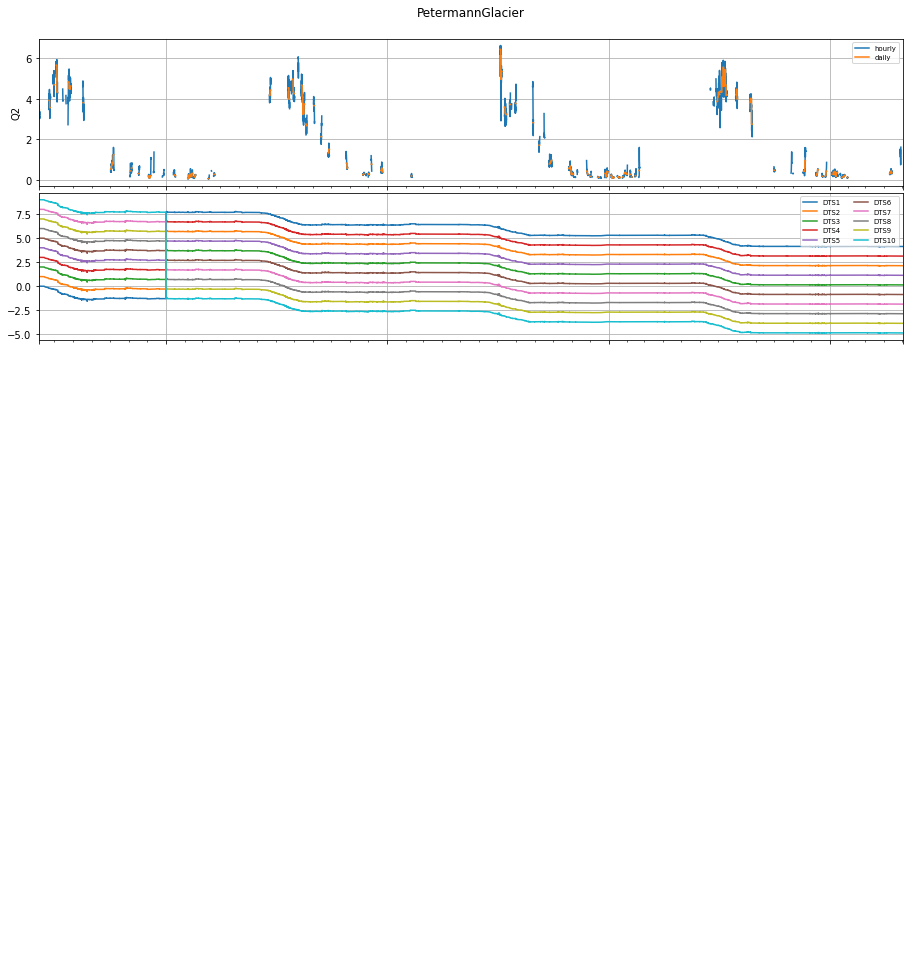 PetermannGlacier
Q2
6
4
2
0
hourly
daily
7.5
5.0
2.5
0.0
−2.5
−5.0
DTS1 DTS6
DTS2 DTS7
DTS3 DTS8
DTS4 DTS9
DTS5 DTS10